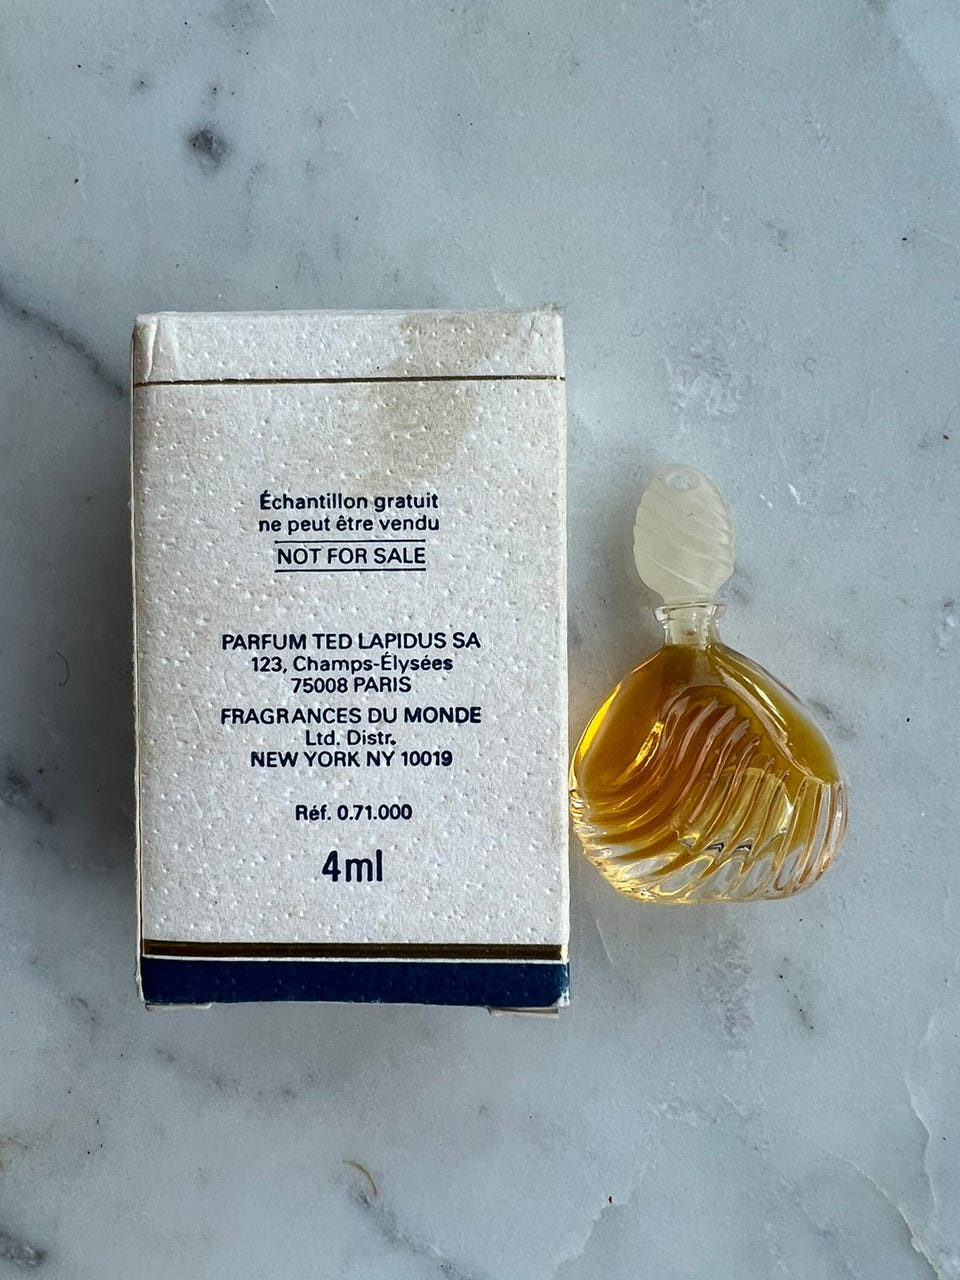 Échantillon gratuit
ne peut être vendu
NOT FOR SALE
PARFUM TED LAPIDUS SA
123, Champs-Élysées
75008 PARIS
FRAGRANCES DU MONDE
Ltd. Distr.
NEW YORK NY 10019
Réf. 0.71.000
4ml